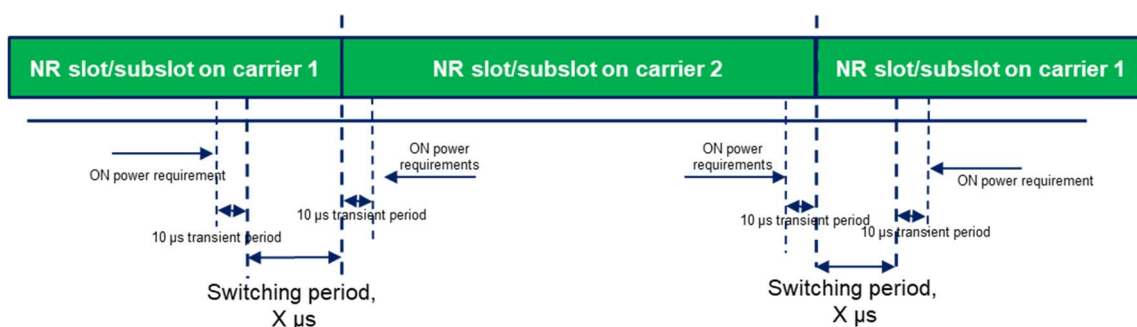 NR slot/subslot on carrier 1
NR slot/subslot on carrier 2
NR slot/subslot on carrier 1
ON power requirement
10 µs transient period
ON power
requirements
10 µs transient period
Switching period,
X µs
ON power
requirements
10 µs transient period
ON power requirement
10 µs transient period
Switching period,
X µs